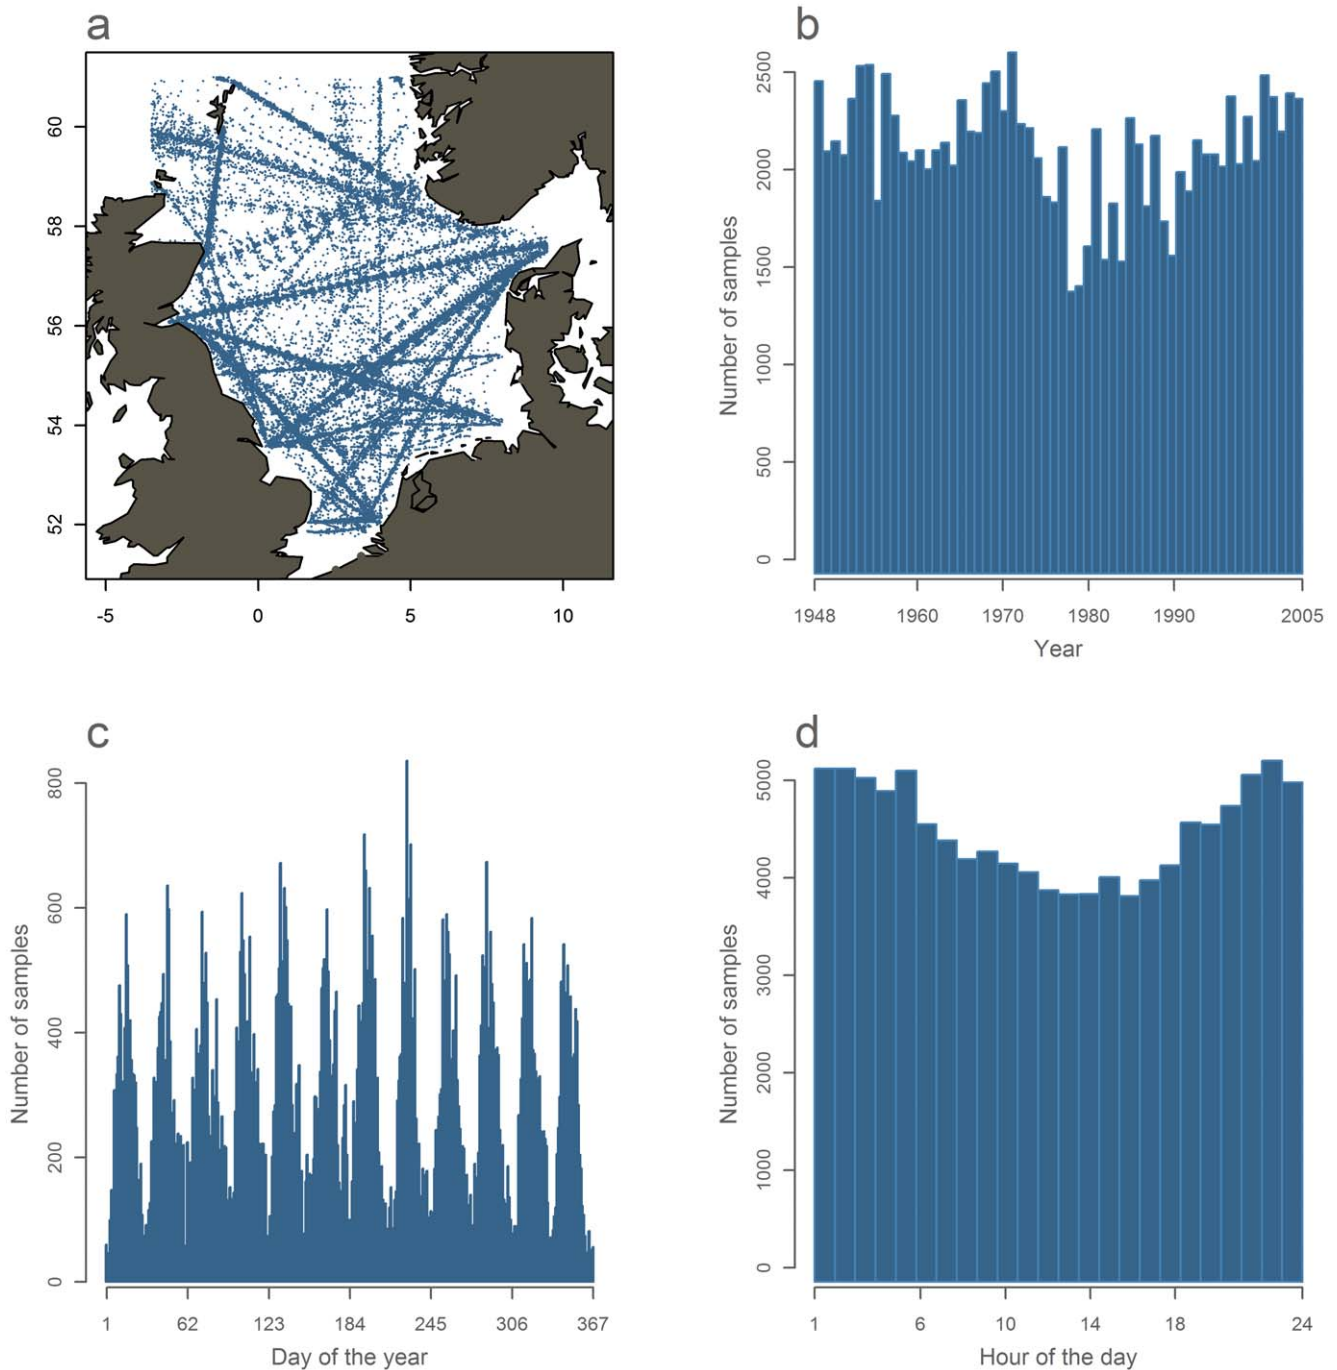 a
60
58
56
54
52
-5 0 5 10
b
Number of samples
2500
2000
1500
1000
500
0
1948 1960 1970 1980 1990 2005
Year
c
Number of samples
800
600
400
200
0
1 62 123 184 245 306 367
Day of the year
d
Number of samples
5000
4000
3000
2000
1000
0
1 6 10 14 18 24
Hour of the day